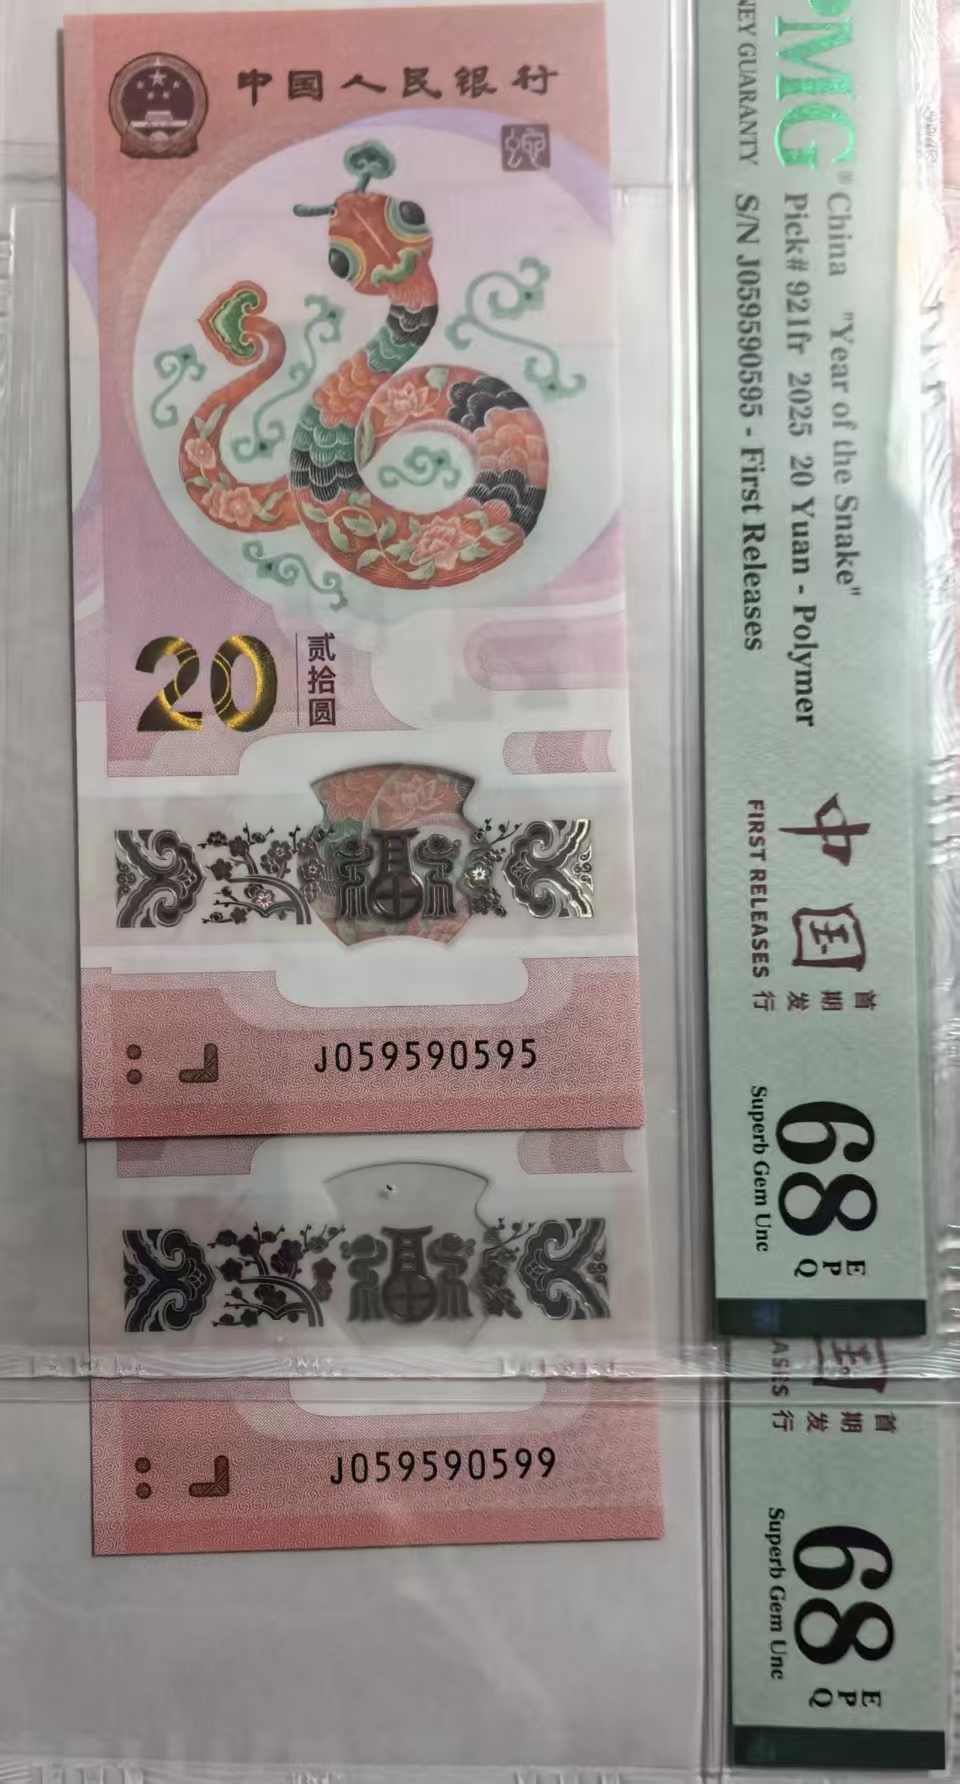 中国人民银行
20
贰拾圆
J059590595
J059590599
PMG
NEY GUARANTY
China "Year of the Snake"
Pick# 921fr 2025 20 Yuan - Polymer
S/N J059590595 - First Releases
中国
首期发行
FIRST RELEASES
68 EPQ
Superb Gem Unc
首期发行
ASES
68 EPQ
Superb Gem Unc